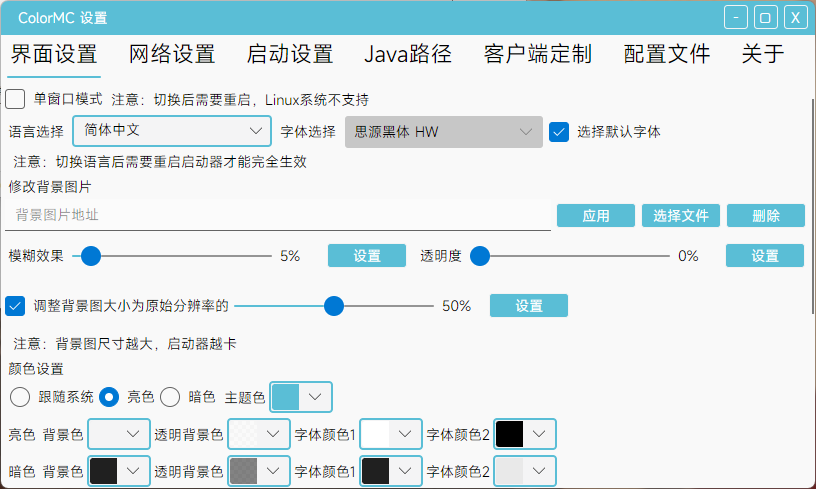 ColorMC 设置
界面设置 网络设置 启动设置 Java路径 客户端定制 配置文件 关于
单窗口模式 注意：切换后需要重启，Linux系统不支持
语言选择 简体中文 字体选择 思源黑体 HW 选择默认字体
注意：切换语言后需要重启启动器才能完全生效
修改背景图片
背景图片地址 应用 选择文件 删除
模糊效果 5% 设置 透明度 0% 设置
调整背景图大小为原始分辨率的 50% 设置
注意：背景图尺寸越大，启动器越卡
颜色设置
跟随系统 亮色 暗色 主题色
亮色 背景色 透明背景色 字体颜色1 字体颜色2
暗色 背景色 透明背景色 字体颜色1 字体颜色2